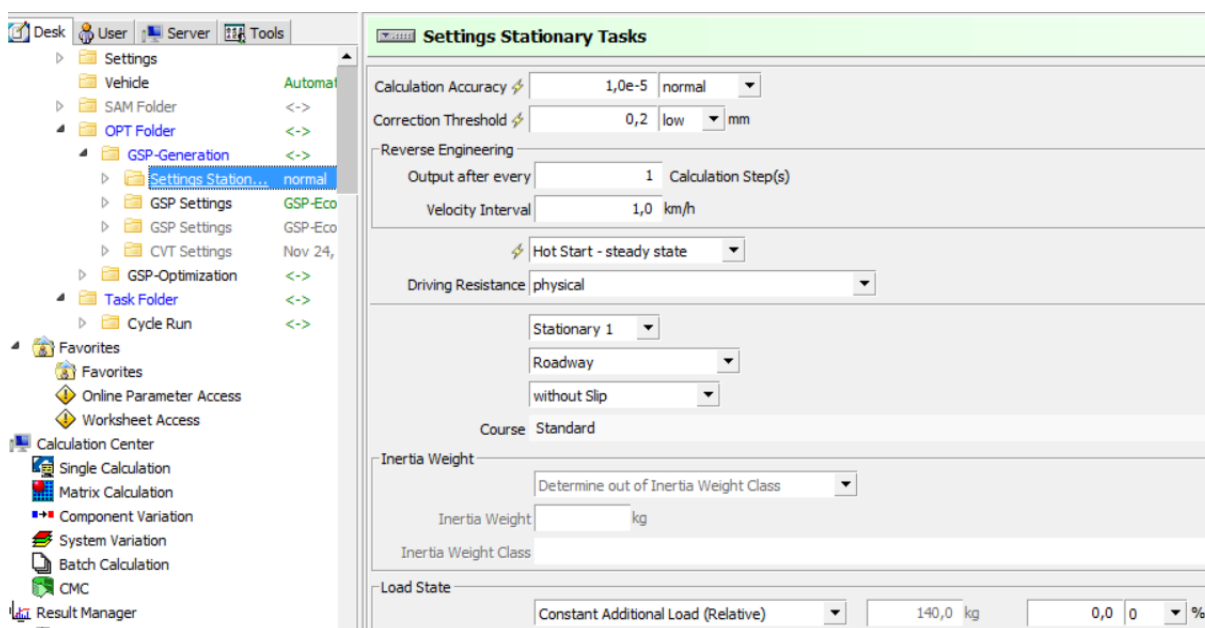 Desk User Server Tools
Settings
Vehicle Automat
SAM Folder <->
OPT Folder <->
GSP-Generation <->
Settings Station... normal
GSP Settings GSP-Eco
GSP Settings GSP-Eco
CVT Settings Nov 24,
GSP-Optimization <->
Task Folder <->
Cycle Run <->
Favorites
Favorites
Online Parameter Access
Worksheet Access
Calculation Center
Single Calculation
Matrix Calculation
Component Variation
System Variation
Batch Calculation
CMC
Result Manager
Settings Stationary Tasks
Calculation Accuracy 1,0e-5 normal
Correction Threshold 0,2 low mm
Reverse Engineering
Output after every 1 Calculation Step(s)
Velocity Interval 1,0 km/h
Hot Start - steady state
Driving Resistance physical
Stationary 1
Roadway
without Slip
Course Standard
Inertia Weight
Determine out of Inertia Weight Class
Inertia Weight kg
Inertia Weight Class
Load State
Constant Additional Load (Relative) 140,0 kg 0,0 0 %